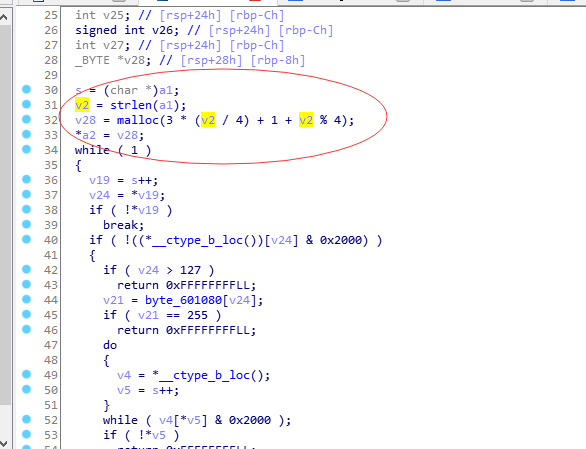 25 int v25; // [rsp+24h] [rbp-Ch]
26 signed int v26; // [rsp+24h] [rbp-Ch]
27 int v27; // [rsp+24h] [rbp-Ch]
28 _BYTE *v28; // [rsp+28h] [rbp-8h]
29
30 s = (char *)a1;
31 v2 = strlen(a1);
32 v28 = malloc(3 * (v2 / 4) + 1 + v2 % 4);
33 *a2 = v28;
34 while ( 1 )
35 {
36 v19 = s++;
37 v24 = *v19;
38 if ( !*v19 )
39 break;
40 if ( !((*__ctype_b_loc())[v24] & 0x2000) )
41 {
42 if ( v24 > 127 )
43 return 0xFFFFFFFFLL;
44 v21 = byte_601080[v24];
45 if ( v21 == 255 )
46 return 0xFFFFFFFFLL;
47 do
48 {
49 v4 = *__ctype_b_loc();
50 v5 = s++;
51 }
52 while ( v4[*v5] & 0x2000 );
53 if ( !*v5 )
54 return 0xFFFFFFFFLL;